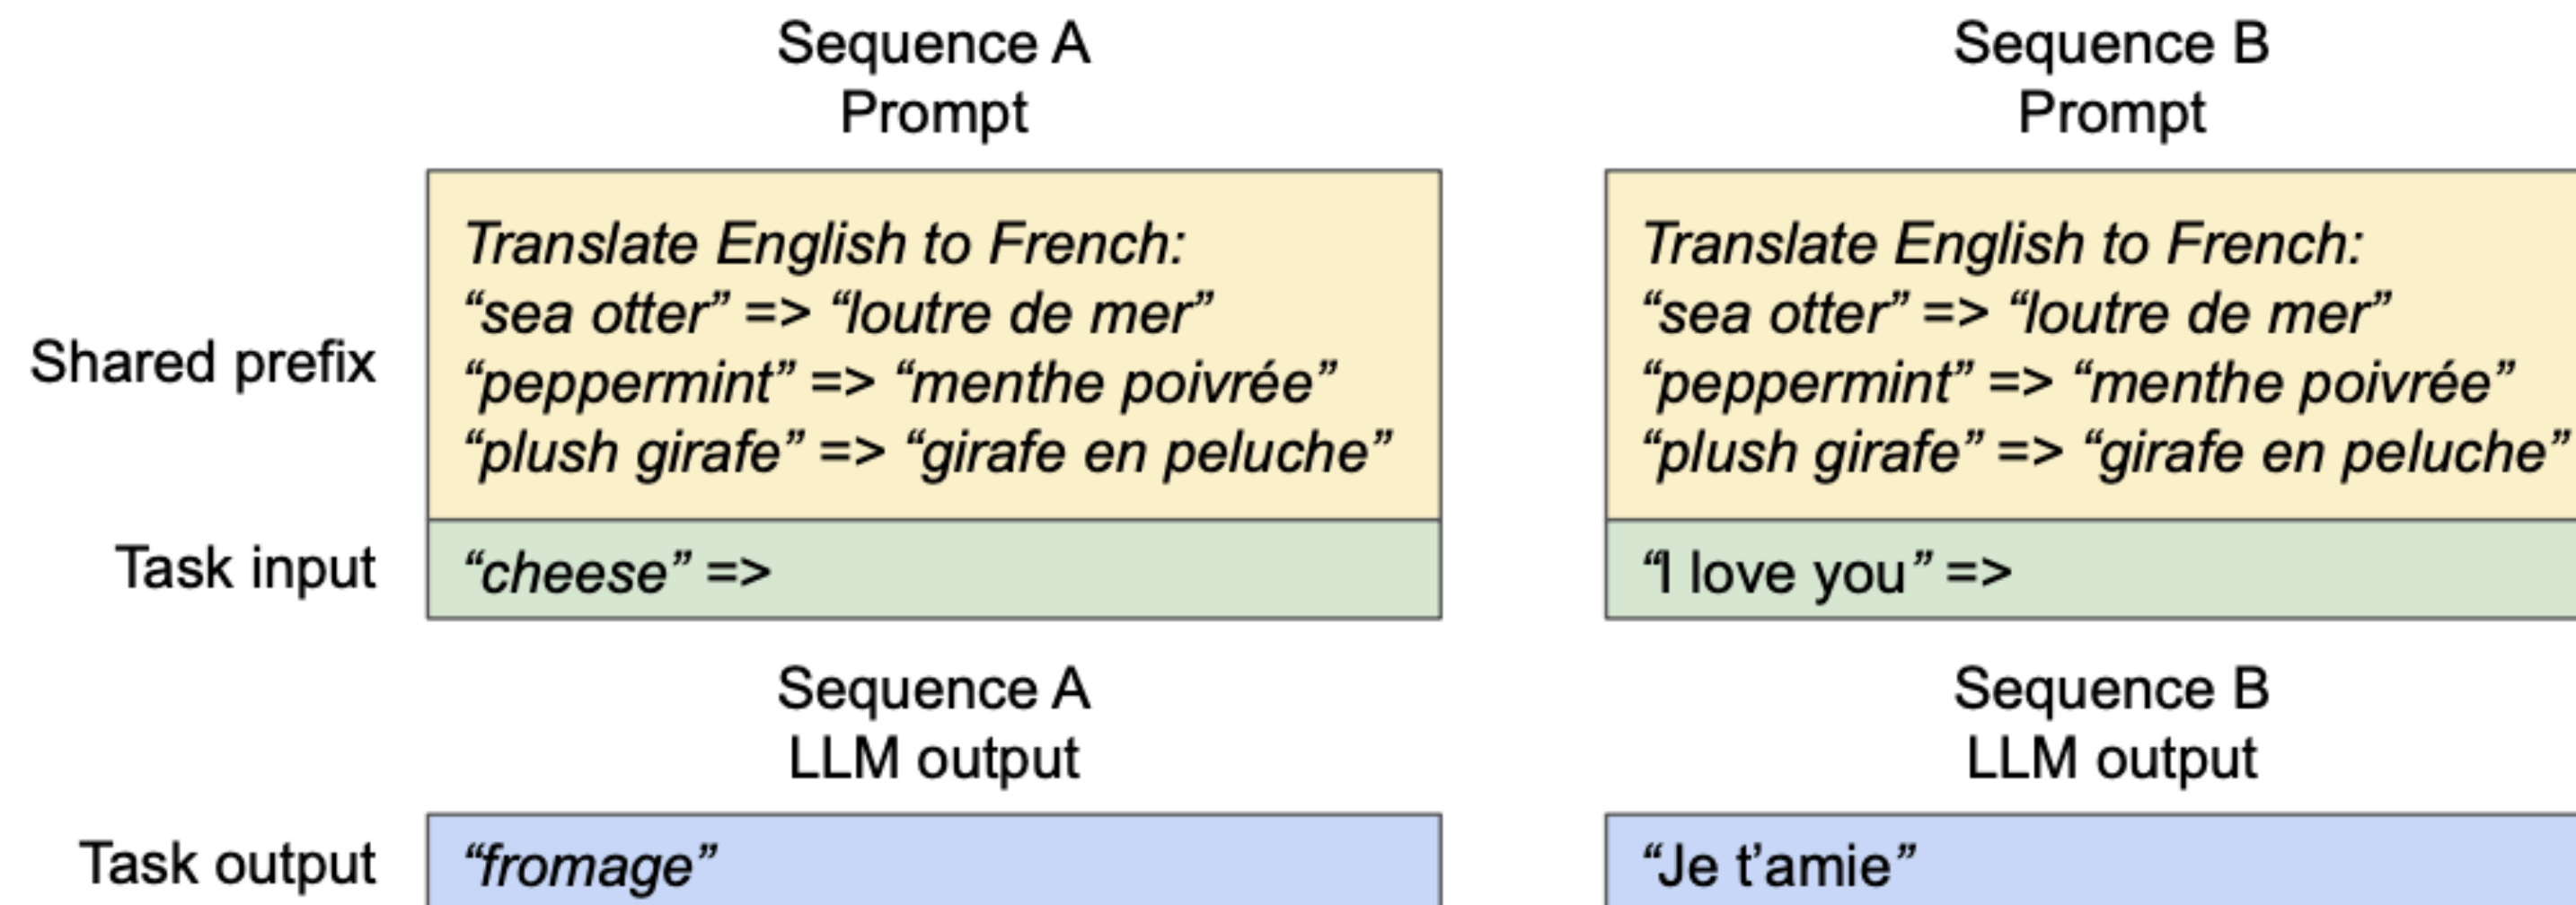 Sequence A
Prompt
Sequence B
Prompt
Shared prefix
Translate English to French:
“sea otter” => “loutre de mer”
“peppermint” => “menthe poivrée”
“plush girafe” => “girafe en peluche”
Translate English to French:
“sea otter” => “loutre de mer”
“peppermint” => “menthe poivrée”
“plush girafe” => “girafe en peluche”
Task input
“cheese” =>
“I love you” =>
Sequence A
LLM output
Sequence B
LLM output
Task output
“fromage”
“Je t’amie”